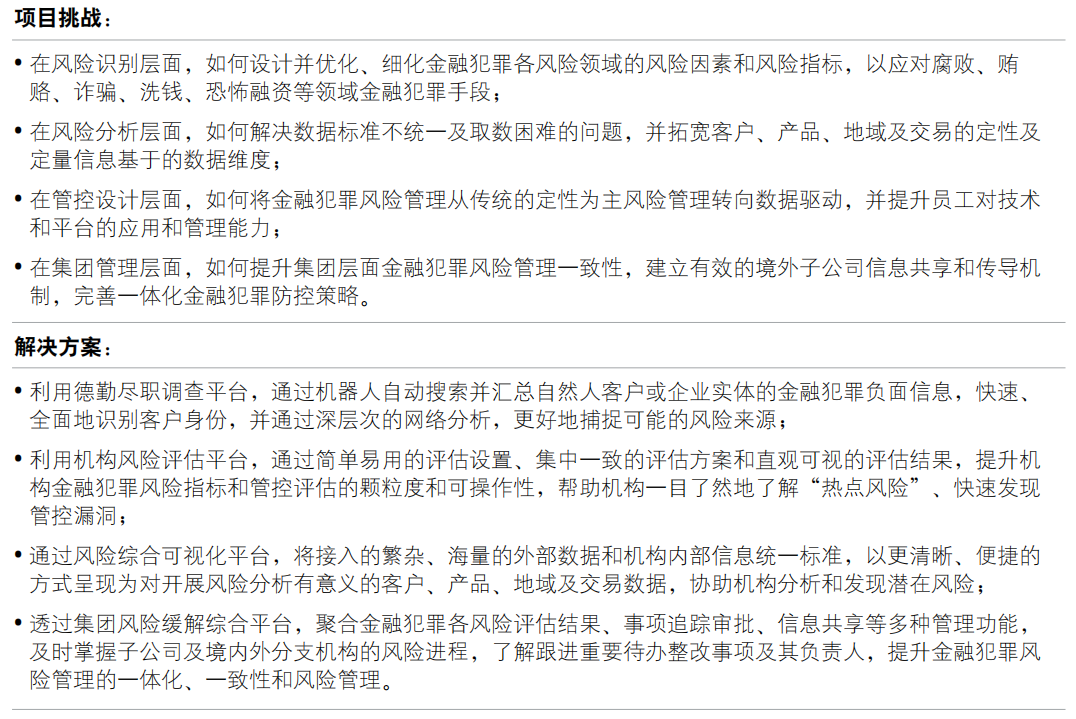 项目挑战：
• 在风险识别层面，如何设计并优化、细化金融犯罪各风险领域的风险因素和风险指标，以应对腐败、贿
赂、诈骗、洗钱、恐怖融资等领域金融犯罪手段；
• 在风险分析层面，如何解决数据标准不统一及取数困难的问题，并拓宽客户、产品、地域及交易的定性及
定量信息基于的数据维度；
• 在管控设计层面，如何将金融犯罪风险管理从传统的定性为主风险管理转向数据驱动，并提升员工对技术
和平台的应用和管理能力；
• 在集团管理层面，如何提升集团层面金融犯罪风险管理一致性，建立有效的境外子公司信息共享和传导机
制，完善一体化金融犯罪防控策略。
解决方案：
• 利用德勤尽职调查平台，通过机器人自动搜索并汇总自然人客户或企业实体的金融犯罪负面信息，快速、
全面地识别客户身份，并通过深层次的网络分析，更好地捕捉可能的风险来源；
• 利用机构风险评估平台，通过简单易用的评估设置、集中一致的评估方案和直观可视的评估结果，提升机
构金融犯罪风险指标和管控评估的颗粒度和可操作性，帮助机构一目了然地了解“热点风险”、快速发现
管控漏洞；
• 通过风险综合可视化平台，将接入的繁杂、海量的外部数据和机构内部信息统一标准，以更清晰、便捷的
方式呈现为对开展风险分析有意义的客户、产品、地域及交易数据，协助机构分析和发现潜在风险；
• 透过集团风险缓解综合平台，聚合金融犯罪各风险评估结果、事项追踪审批、信息共享等多种管理功能，
及时掌握子公司及境内外分支机构的风险进程，了解跟进重要待办整改事项及其负责人，提升金融犯罪风
险管理的一体化、一致性和风险管理。